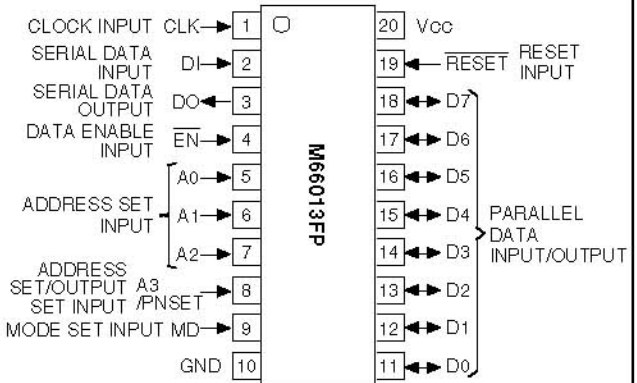 CLOCK INPUT CLK 1 20 Vcc
SERIAL DATA
INPUT DI 2 19 RESET RESET
INPUT
SERIAL DATA
OUTPUT DO 3 18 D7
DATA ENABLE
INPUT EN 4 17 D6
M66013FP
A0 5 16 D5
ADDRESS SET
INPUT A1 6 15 D4 PARALLEL
DATA
INPUT/OUTPUT
A2 7 14 D3
ADDRESS
SET/OUTPUT A3
SET INPUT /PNSET 8 13 D2
MODE SET INPUT MD 9 12 D1
GND 10 11 D0